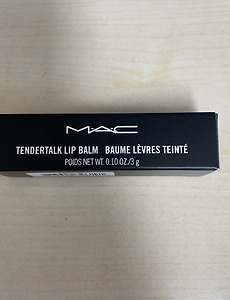 MAC
TENDERTALK LIP BALM BAUME LÈVRES TEINTÉ
POIDS NET WT. 0.10 OZ./3 g